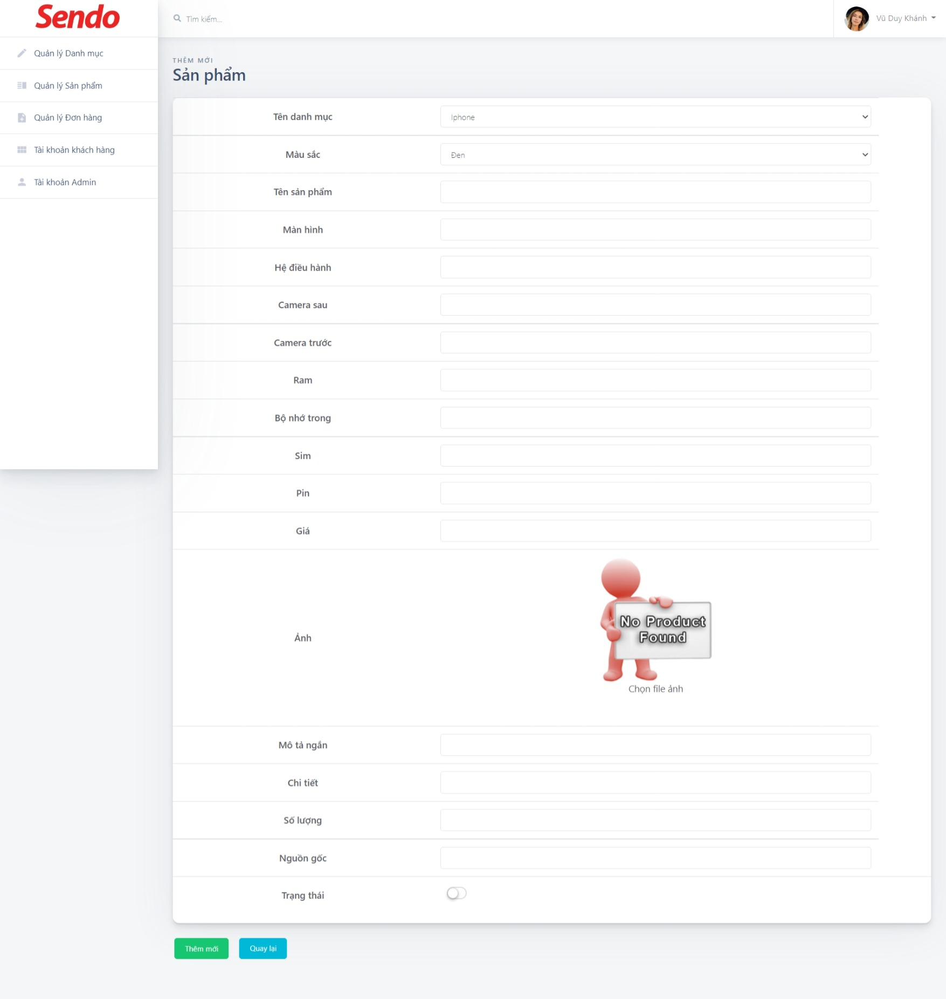 Sendo
Tìm kiếm...
Vũ Duy Khánh
Quản lý Danh mục
Quản lý Sản phẩm
Quản lý Đơn hàng
Tài khoản khách hàng
Tài khoản Admin
THÊM MỚI
Sản phẩm
Tên danh mục
Iphone
Màu sắc
Đen
Tên sản phẩm
Màn hình
Hệ điều hành
Camera sau
Camera trước
Ram
Bộ nhớ trong
Sim
Pin
Giá
Ảnh
No Product
Found
Chọn file ảnh
Mô tả ngắn
Chi tiết
Số lượng
Nguồn gốc
Trạng thái
Thêm mới
Quay lại